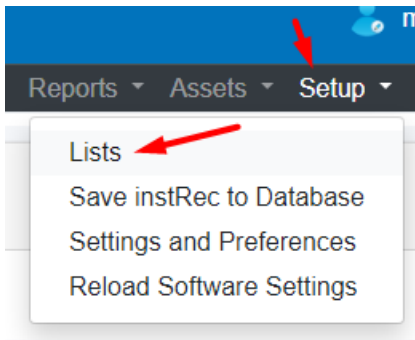 Reports Assets Setup
Lists
Save instRec to Database
Settings and Preferences
Reload Software Settings